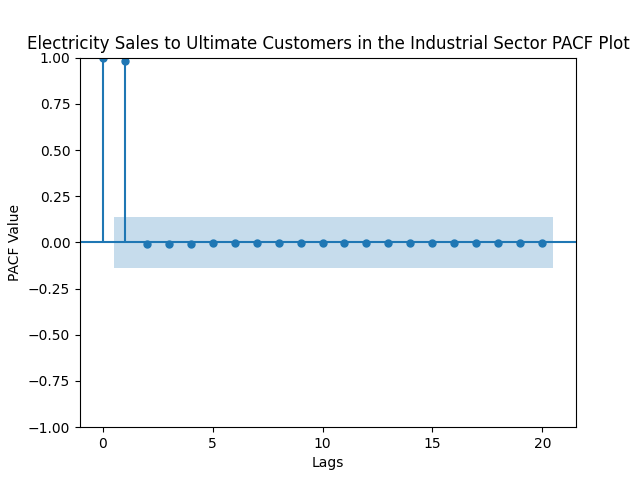 Electricity Sales to Ultimate Customers in the Industrial Sector PACF Plot
1.00
0.75
0.50
0.25
0.00
−0.25
−0.50
−0.75
−1.00
PACF Value
0 5 10 15 20
Lags